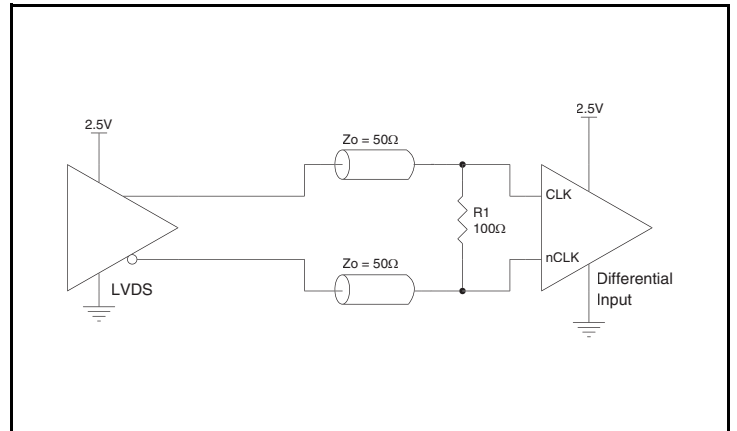 2.5V
2.5V
Zo = 50Ω
CLK
R1
100Ω
nCLK
Zo = 50Ω
LVDS
Differential
Input